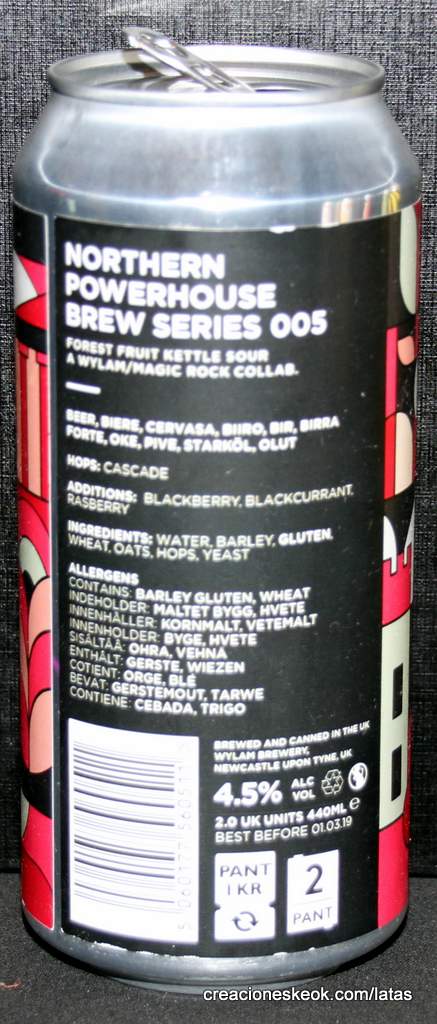 NORTHERN
POWERHOUSE
BREW SERIES 005
FOREST FRUIT KETTLE SOUR
A WYLAM/MAGIC ROCK COLLAB.
BEER, BIERE, CERVASA, BIIRO, BIR, BIRRA
FORTE, OKE, PIVE, STARKÖL, OLUT
HOPS: CASCADE
ADDITIONS: BLACKBERRY, BLACKCURRANT,
RASBERRY
INGREDIENTS: WATER, BARLEY, GLUTEN,
WHEAT, OATS, HOPS, YEAST
ALLERGENS
CONTAINS: BARLEY GLUTEN, WHEAT
INDEHOLDER: MALTET BYGG, HVETE
INNEHÅLLER: KORNMALT, VETEMALT
INNENHOLDER: BYGE, HVETE
SISÄLTÄÄ: OHRA, VEHNÄ
ENTHÄLT: GERSTE, WIEZEN
COTIENT: ORGE, BLÉ
BEVAT: GERSTEMOUT, TARWE
CONTIENE: CEBADA, TRIGO
BREWED AND CANNED IN THE UK
WYLAM BREWERY,
NEWCASTLE UPON TYNE, UK
4.5% ALC
VOL
2.0 UK UNITS 440ML e
BEST BEFORE 01.03.19
PANT
1 KR
2
PANT
creacioneskeok.com/latas